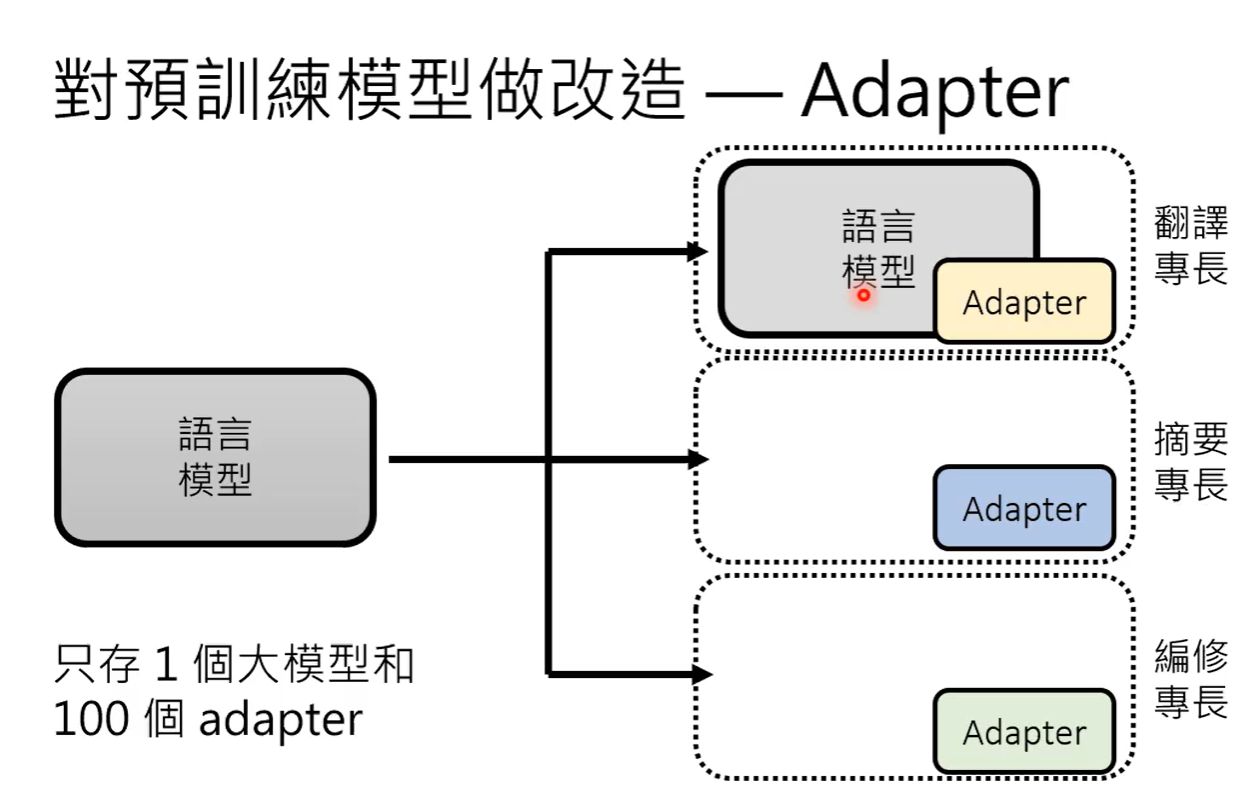 對預訓練模型做改造 — Adapter
語言
模型
Adapter
翻譯
專長
語言
模型
Adapter
摘要
專長
只存 1 個大模型和
100 個 adapter
Adapter
編修
專長